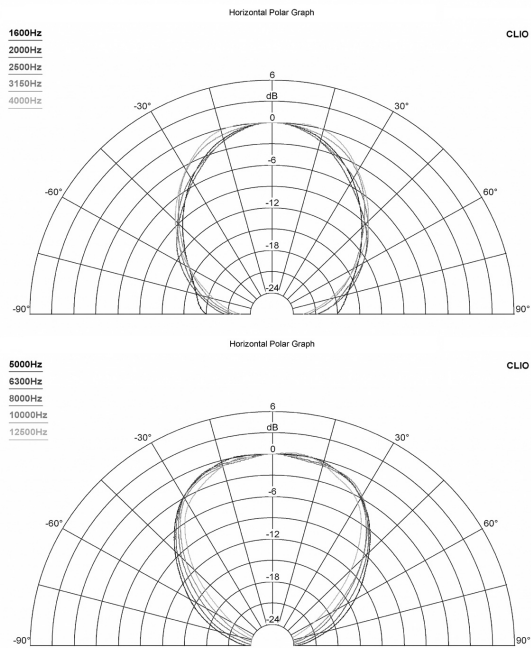 Horizontal Polar Graph
1600Hz
CLIO
2000Hz
2500Hz
3150Hz
4000Hz
6
dB
-30°
30°
0
-6
-60°
60°
-12
-18
-24
-90°
90°
Horizontal Polar Graph
5000Hz
CLIO
6300Hz
8000Hz
10000Hz
12500Hz
6
dB
-30°
30°
0
-6
-60°
60°
-12
-18
-24
-90°
90°